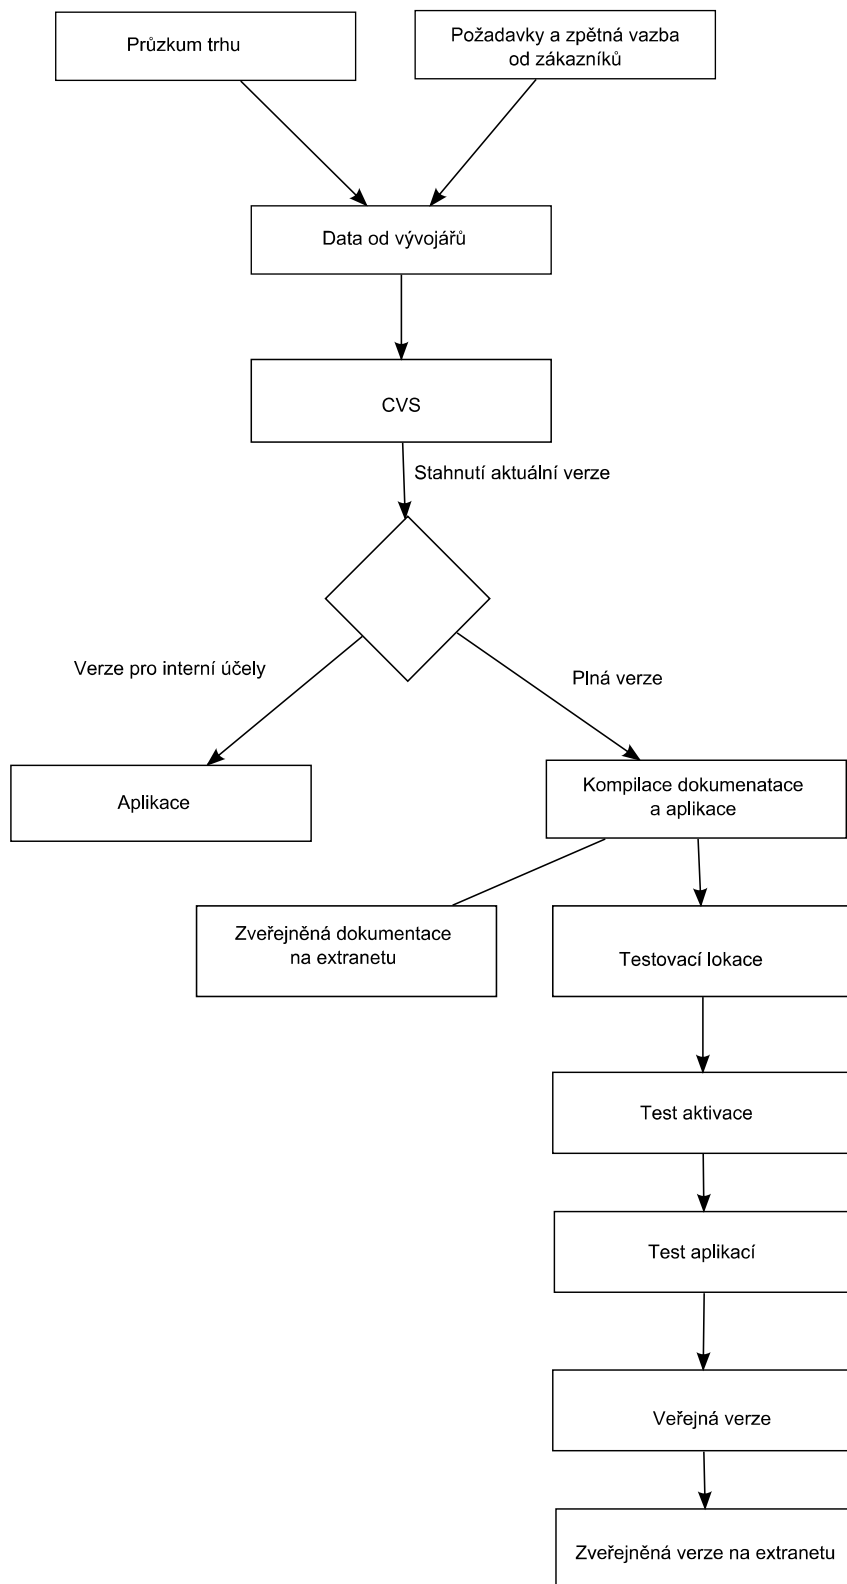 Průzkum trhu
Požadavky a zpětná vazba
od zákazníků
Data od vývojářů
CVS
Stahnutí aktuální verze
Verze pro interní účely
Plná verze
Aplikace
Kompilace dokumenatace
a aplikace
Zveřejněná dokumentace
na extranetu
Testovací lokace
Test aktivace
Test aplikací
Veřejná verze
Zveřejněná verze na extranetu